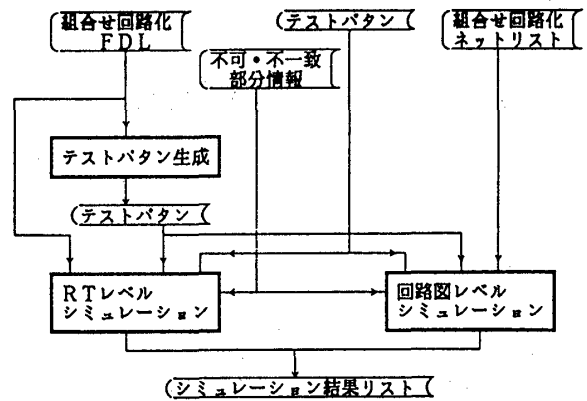 組合せ回路化
FDL
テストパタン
組合せ回路化
ネットリスト
不可・不一致
部分情報
テストパタン生成
テストパタン
RTレベル
シミュレーション
回路図レベル
シミュレーション
シミュレーション結果リスト